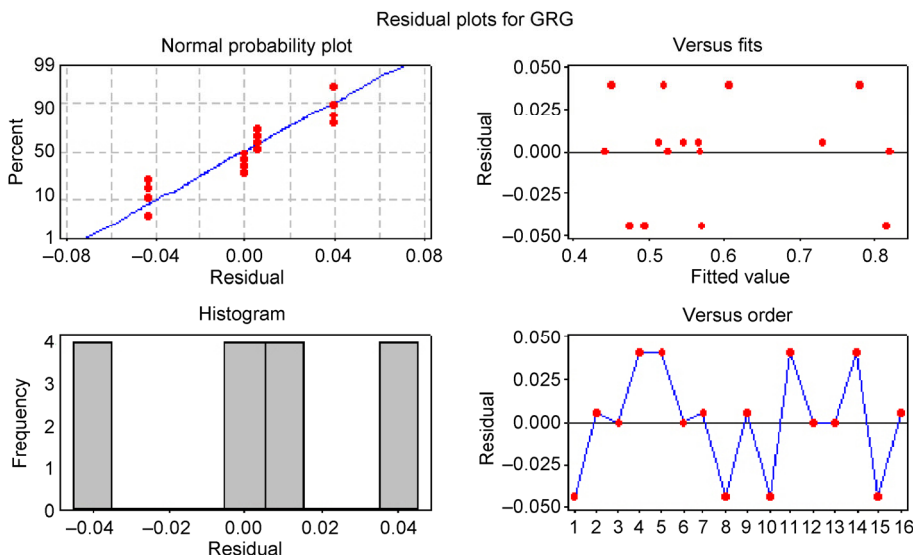 Residual plots for GRG
Normal probability plot
99
90
50
10
1
Percent
−0.08 −0.04 0.00 0.04 0.08
Residual
Versus fits
0.050
0.025
0.000
−0.025
−0.050
Residual
0.4 0.5 0.6 0.7 0.8
Fitted value
Histogram
4
3
2
1
0
Frequency
−0.04 −0.02 0.00 0.02 0.04
Residual
Versus order
0.050
0.025
0.000
−0.025
−0.050
Residual
1 2 3 4 5 6 7 8 9 10 11 12 13 14 15 16